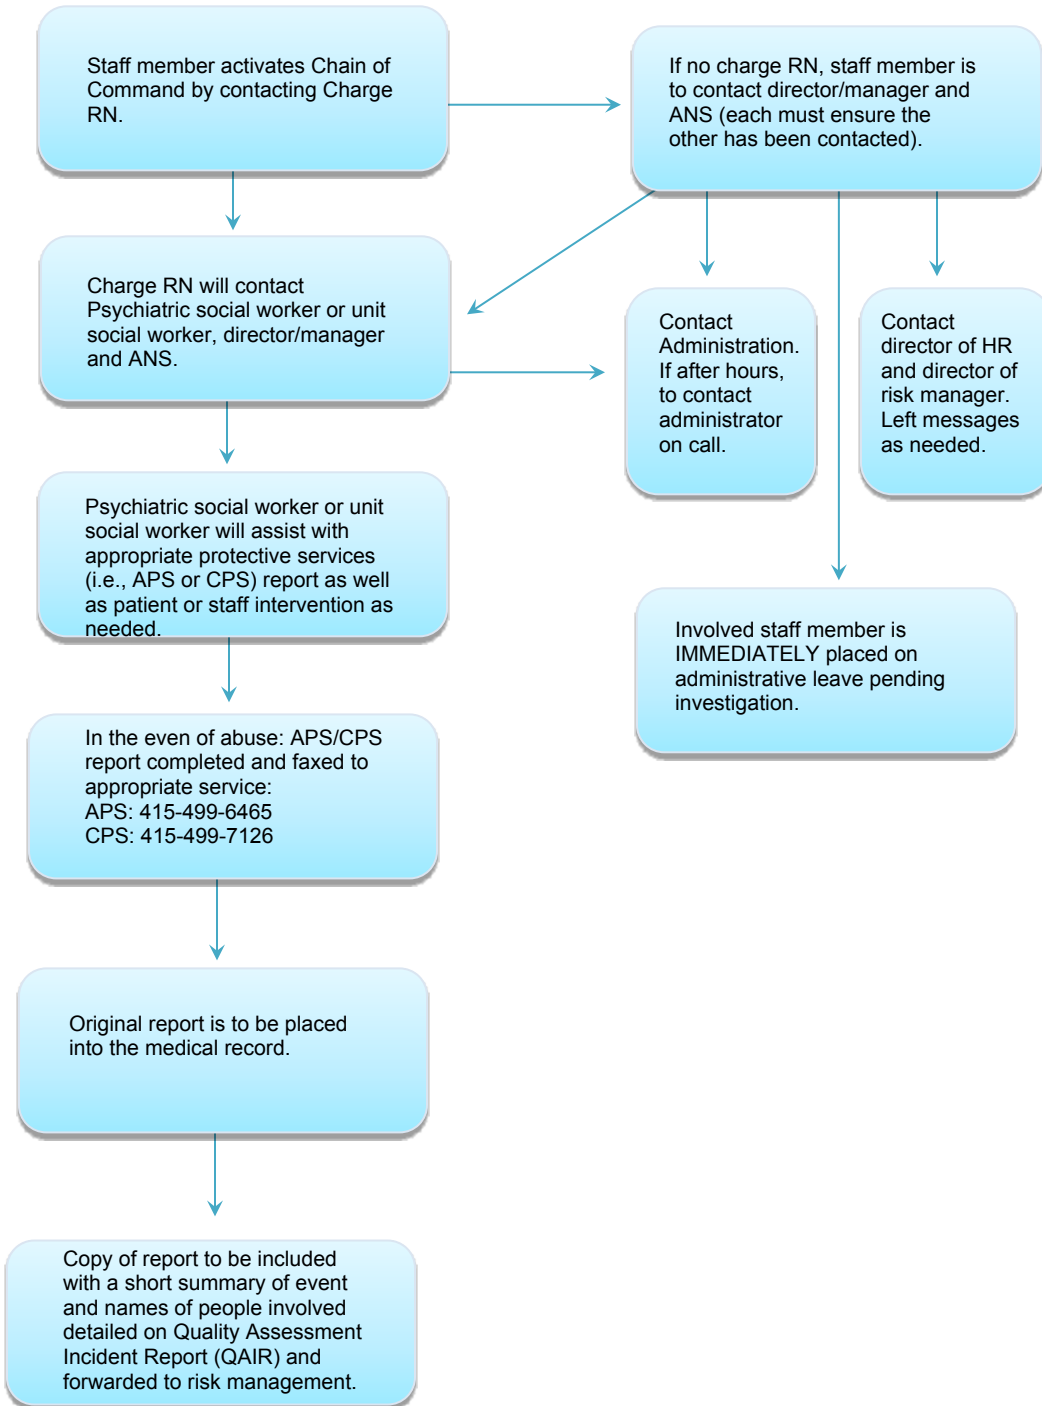 Staff member activates Chain of
Command by contacting Charge
RN.
If no charge RN, staff member is
to contact director/manager and
ANS (each must ensure the
other has been contacted).
Charge RN will contact
Psychiatric social worker or unit
social worker, director/manager
and ANS.
Contact
Administration.
If after hours,
to contact
administrator
on call.
Contact
director of HR
and director of
risk manager.
Left messages
as needed.
Psychiatric social worker or unit
social worker will assist with
appropriate protective services
(i.e., APS or CPS) report as well
as patient or staff intervention as
needed.
Involved staff member is
IMMEDIATELY placed on
administrative leave pending
investigation.
In the even of abuse: APS/CPS
report completed and faxed to
appropriate service:
APS: 415-499-6465
CPS: 415-499-7126
Original report is to be placed
into the medical record.
Copy of report to be included
with a short summary of event
and names of people involved
detailed on Quality Assessment
Incident Report (QAIR) and
forwarded to risk management.